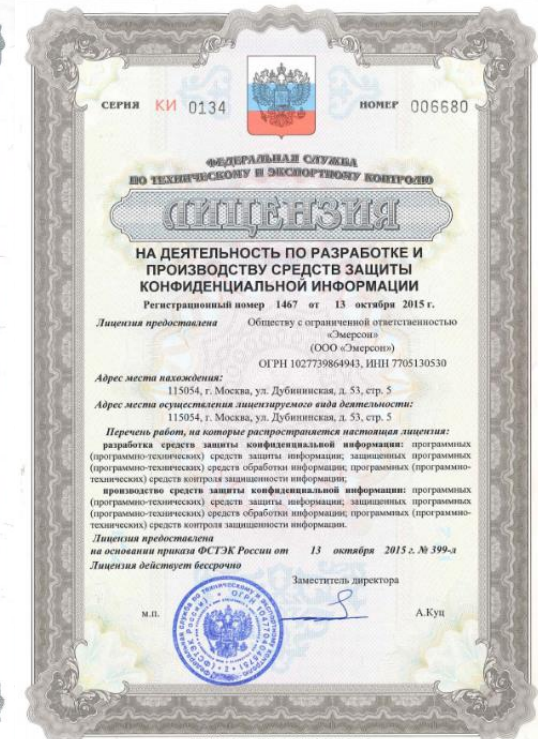 СЕРИЯ КИ 0134 НОМЕР 006680
ФЕДЕРАЛЬНАЯ СЛУЖБА
ПО ТЕХНИЧЕСКОМУ И ЭКСПОРТНОМУ КОНТРОЛЮ
ЛИЦЕНЗИЯ
НА ДЕЯТЕЛЬНОСТЬ ПО РАЗРАБОТКЕ И
ПРОИЗВОДСТВУ СРЕДСТВ ЗАЩИТЫ
КОНФИДЕНЦИАЛЬНОЙ ИНФОРМАЦИИ
Регистрационный номер 1467 от 13 октября 2015 г.
Лицензия предоставлена Обществу с ограниченной ответственностью
«Эмерсон»
(ООО «Эмерсон»)
ОГРН 1027739864943, ИНН 7705130530
Адрес места нахождения:
115054, г. Москва, ул. Дубининская, д. 53, стр. 5
Адрес места осуществления лицензируемого вида деятельности:
115054, г. Москва, ул. Дубининская, д. 53, стр. 5
Перечень работ, на которые распространяется настоящая лицензия:
разработка средств защиты конфиденциальной информации: программных
(программно-технических) средств защиты информации; защищенных программных
(программно-технических) средств обработки информации; программных (программно-
технических) средств контроля защищенности информации;
производство средств защиты конфиденциальной информации: программных
(программно-технических) средств защиты информации; защищенных программных
(программно-технических) средств обработки информации; программных (программно-
технических) средств контроля защищенности информации.
Лицензия предоставлена
на основании приказа ФСТЭК России от 13 октября 2015 г. № 399-л
Лицензия действует бессрочно
Заместитель директора
М.П. А.Куц